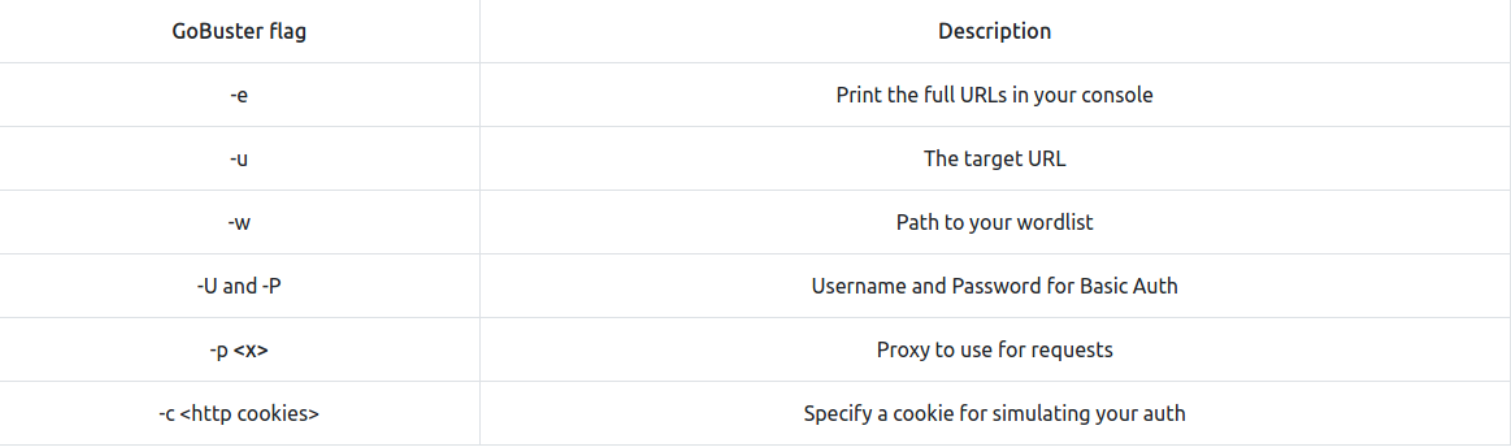 GoBuster flag Description
-e Print the full URLs in your console
-u The target URL
-w Path to your wordlist
-U and -P Username and Password for Basic Auth
-p <x> Proxy to use for requests
-c <http cookies> Specify a cookie for simulating your auth